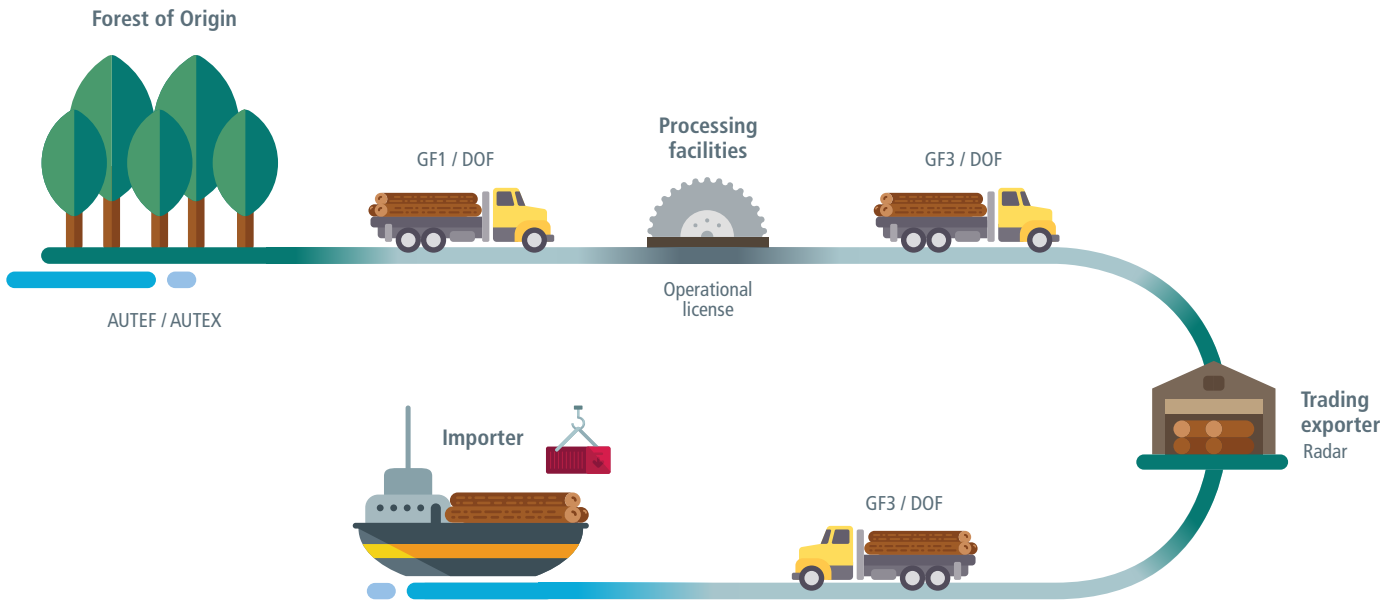 Forest of Origin
GF1 / DOF
Processing
facilities
GF3 / DOF
Operational
license
AUTEF / AUTEX
Trading
exporter
Radar
Importer
GF3 / DOF